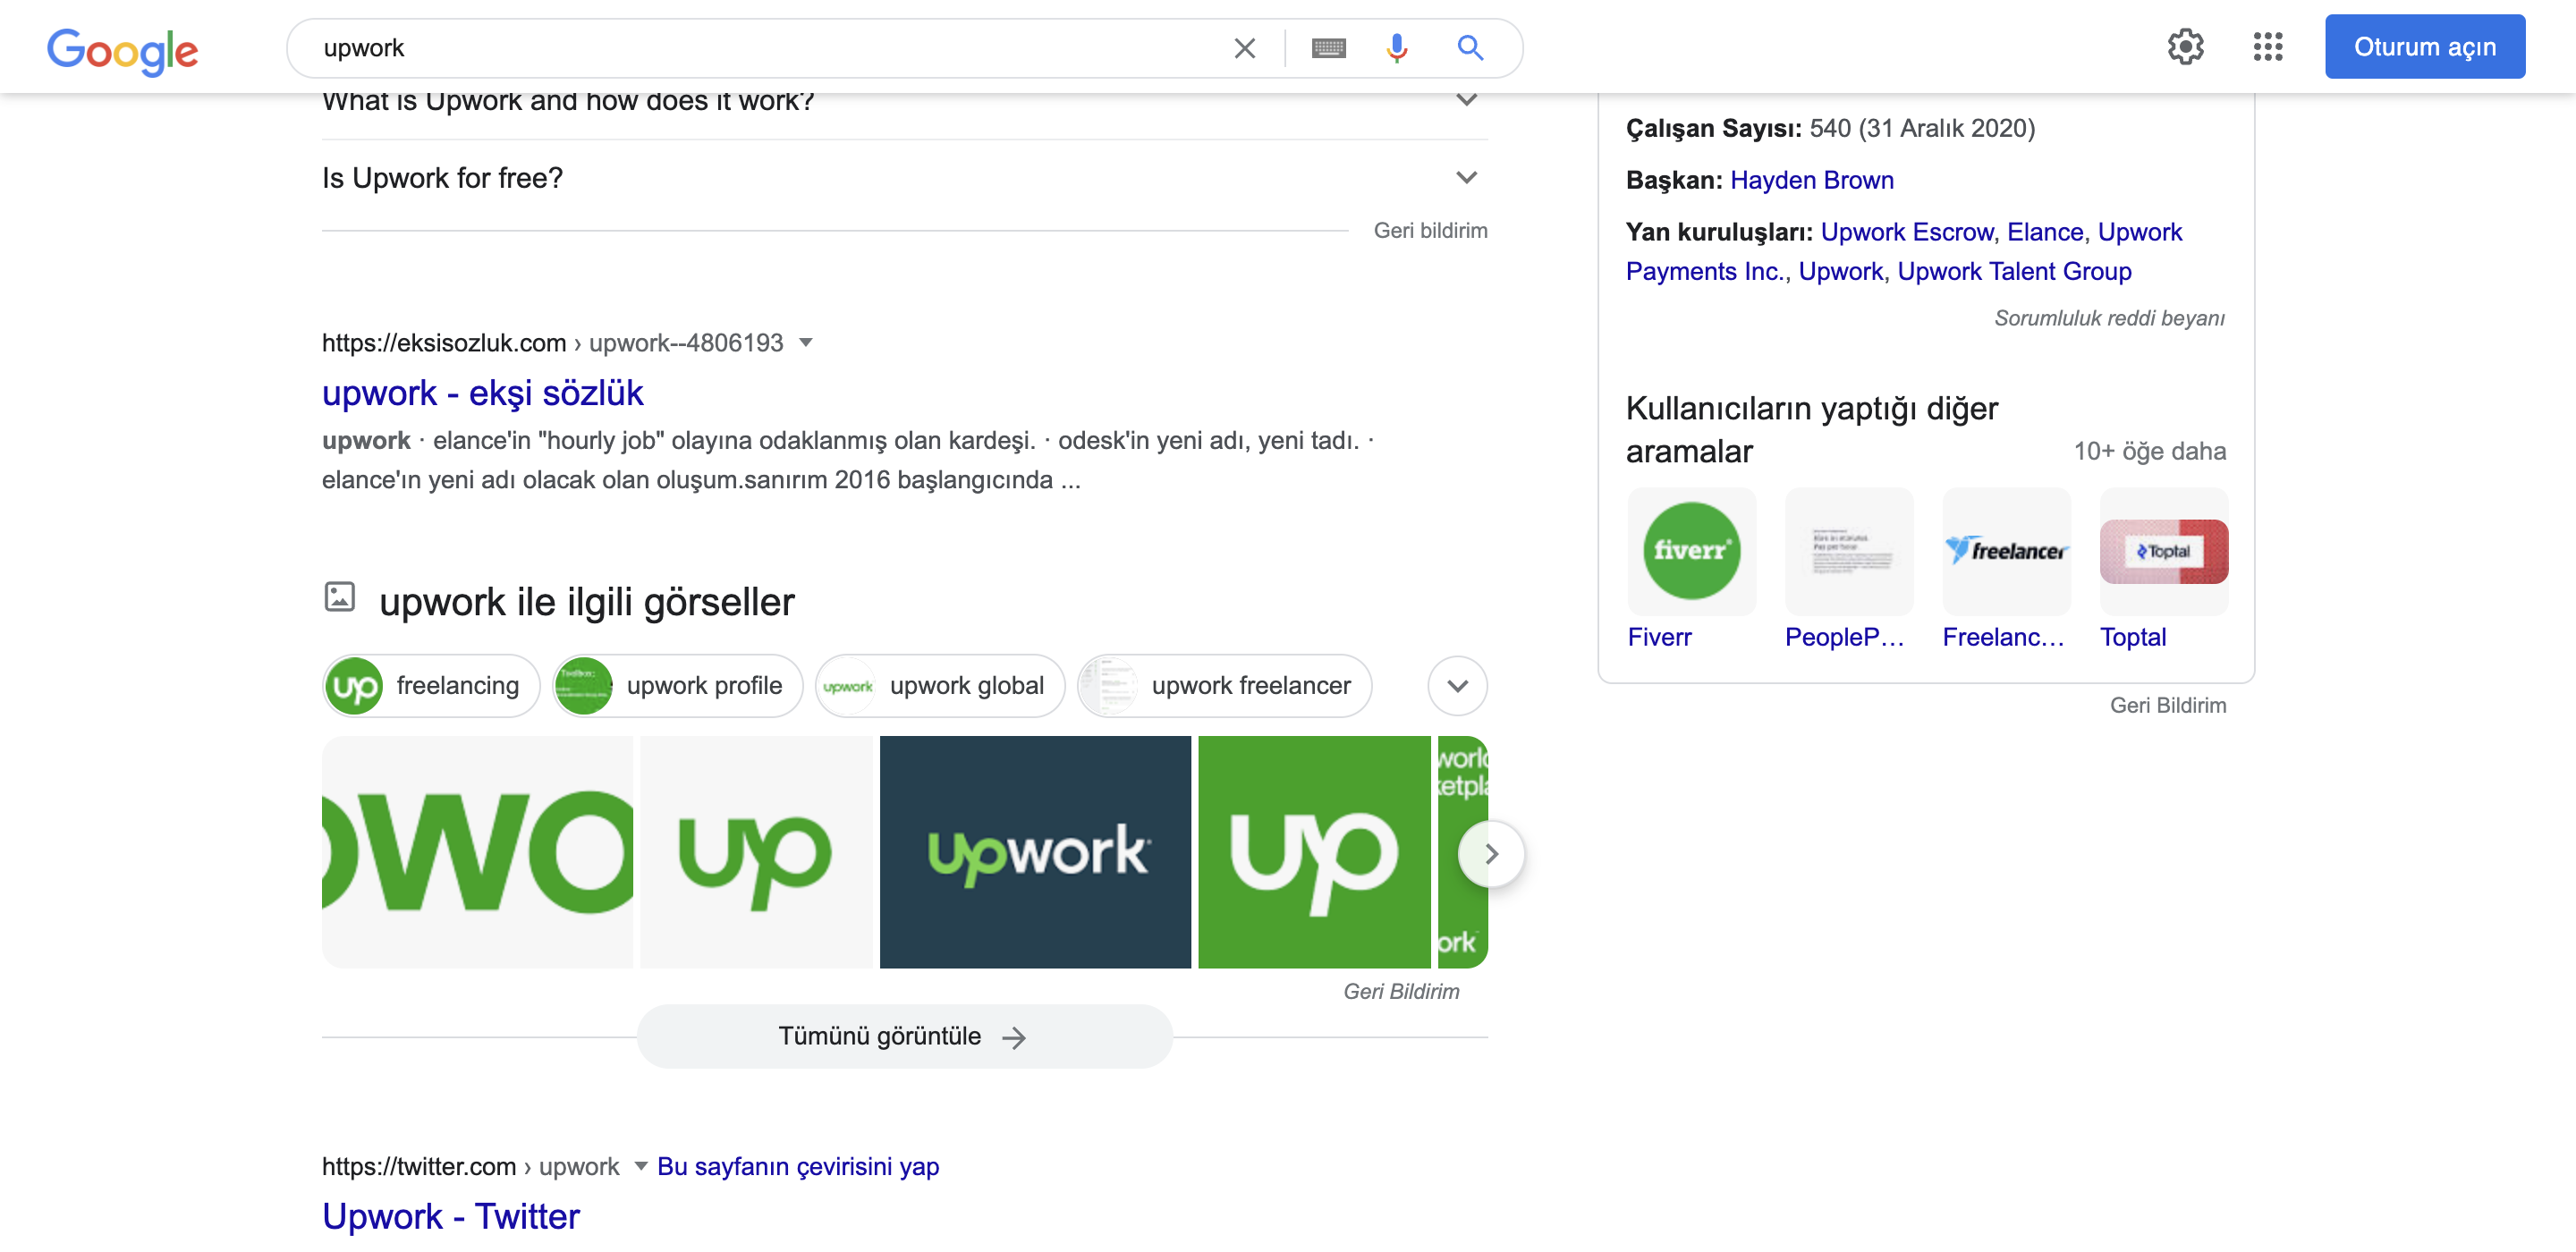 Google
upwork
Oturum açın
What is Upwork and how does it work?
Is Upwork for free?
Geri bildirim
https://eksisozluk.com › upwork--4806193
upwork - ekşi sözlük
upwork · elance'in "hourly job" olayına odaklanmış olan kardeşi. · odesk'in yeni adı, yeni tadı. ·
elance'ın yeni adı olacak olan oluşum.sanırım 2016 başlangıcında ...
upwork ile ilgili görseller
up freelancing
upwork profile
upwork upwork global
upwork freelancer
up
upwork
up
ork
Geri Bildirim
Tümünü görüntüle
https://twitter.com › upwork Bu sayfanın çevirisini yap
Upwork - Twitter
Çalışan Sayısı: 540 (31 Aralık 2020)
Başkan: Hayden Brown
Yan kuruluşları: Upwork Escrow, Elance, Upwork
Payments Inc., Upwork, Upwork Talent Group
Sorumluluk reddi beyanı
Kullanıcıların yaptığı diğer
aramalar
10+ öğe daha
fiverr
freelancer
Toptal
Fiverr
PeopleP...
Freelanc...
Toptal
Geri Bildirim